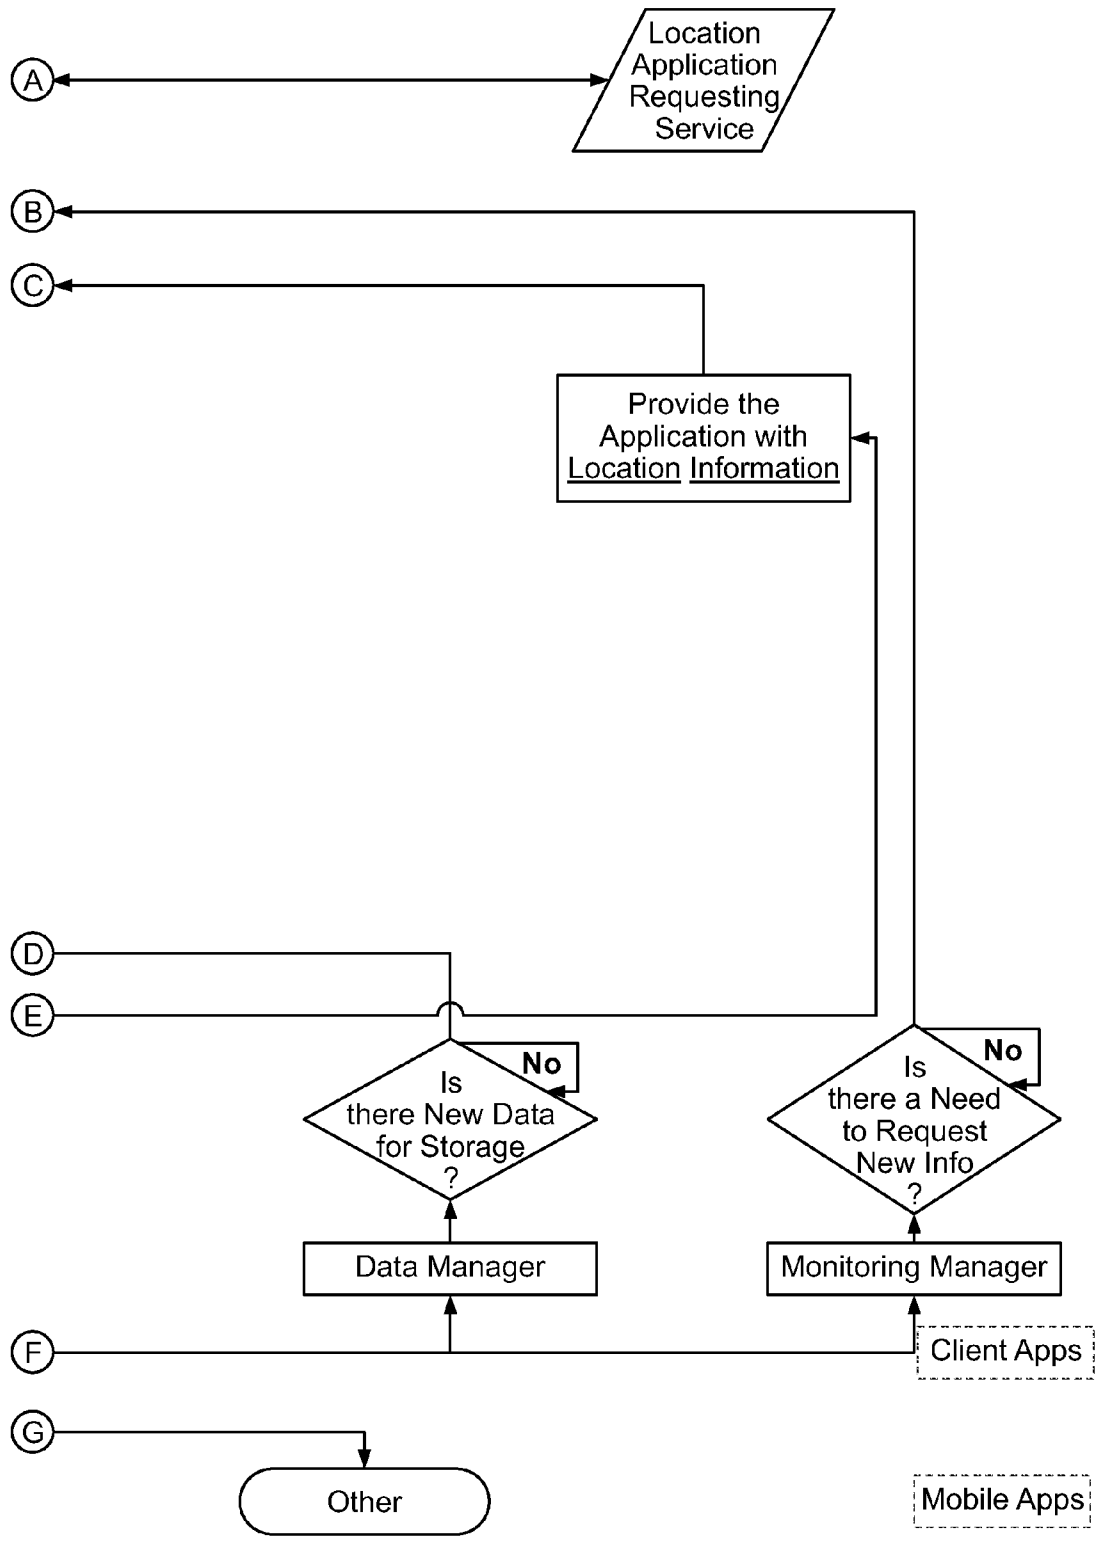 Location
Application
Requesting
Service
A
B
C
Provide the
Application with
Location Information
D
E
No
Is
there New Data
for Storage
?
No
Is
there a Need
to Request
New Info
?
Data Manager
Monitoring Manager
F
Client Apps
G
Other
Mobile Apps